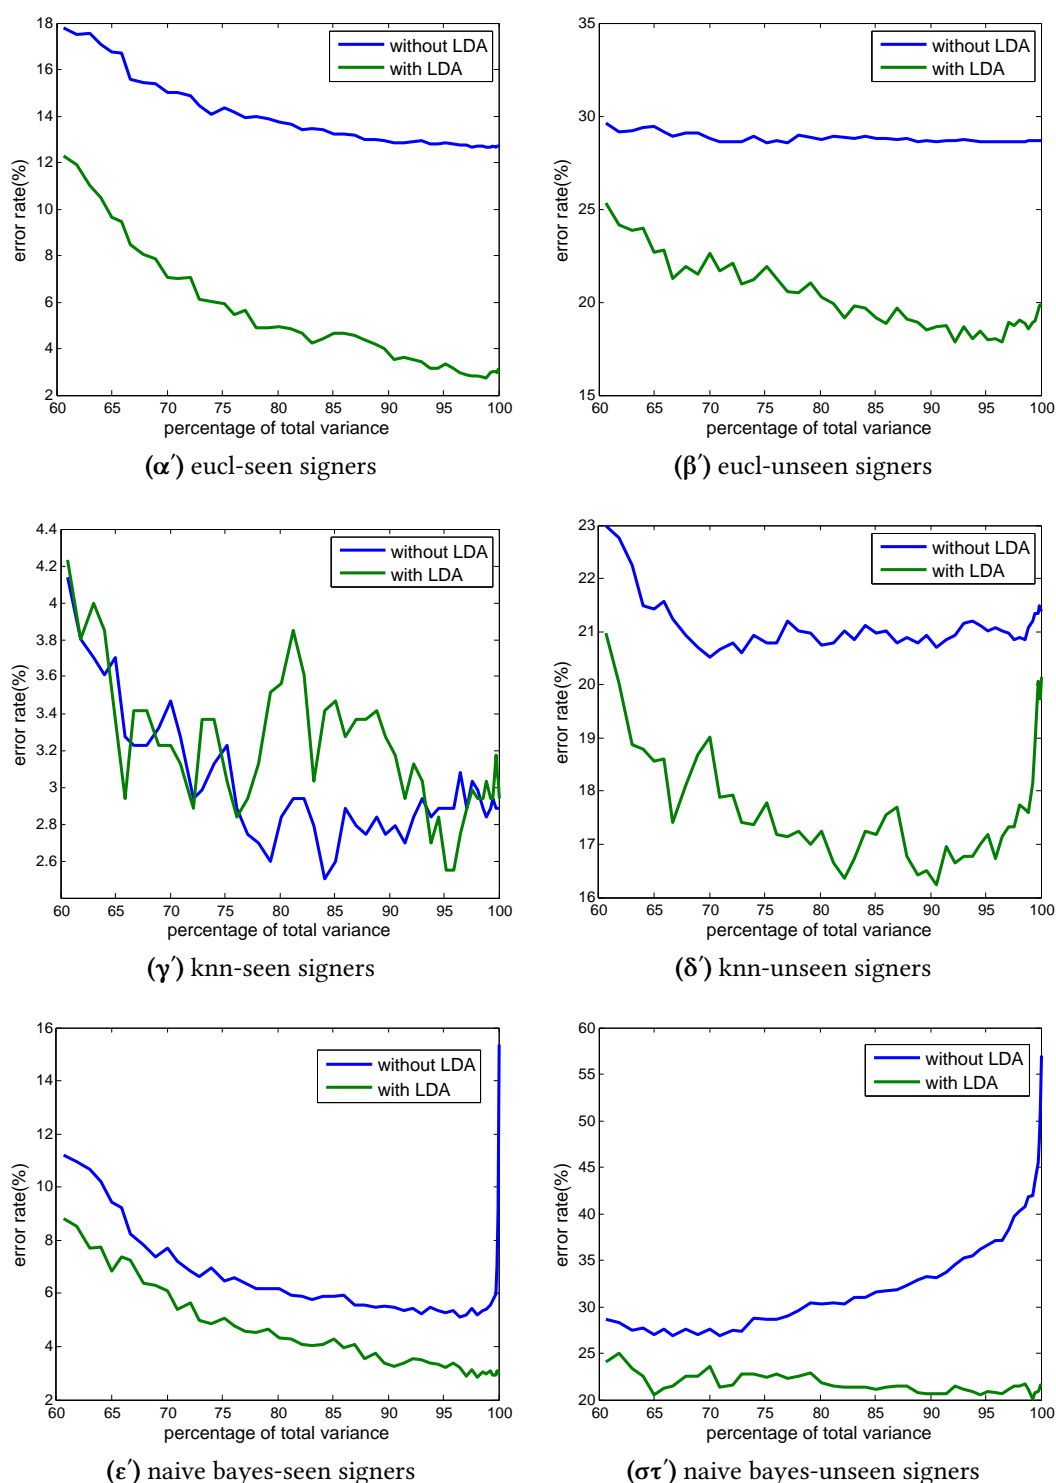 18
16
14
12
10
8
6
4
2
60 65 70 75 80 85 90 95 100
error rate(%)
percentage of total variance
without LDA
with LDA
(α′) eucl-seen signers
35
30
25
20
15
60 65 70 75 80 85 90 95 100
error rate(%)
percentage of total variance
without LDA
with LDA
(β′) eucl-unseen signers
4.4
4.2
4
3.8
3.6
3.4
3.2
3
2.8
2.6
60 65 70 75 80 85 90 95 100
error rate(%)
percentage of total variance
without LDA
with LDA
(γ′) knn-seen signers
23
22
21
20
19
18
17
16
60 65 70 75 80 85 90 95 100
error rate(%)
percentage of total variance
without LDA
with LDA
(δ′) knn-unseen signers
16
14
12
10
8
6
4
2
60 65 70 75 80 85 90 95 100
error rate(%)
percentage of total variance
without LDA
with LDA
(ε′) naive bayes-seen signers
60
55
50
45
40
35
30
25
20
60 65 70 75 80 85 90 95 100
error rate(%)
percentage of total variance
without LDA
with LDA
(στ′) naive bayes-unseen signers